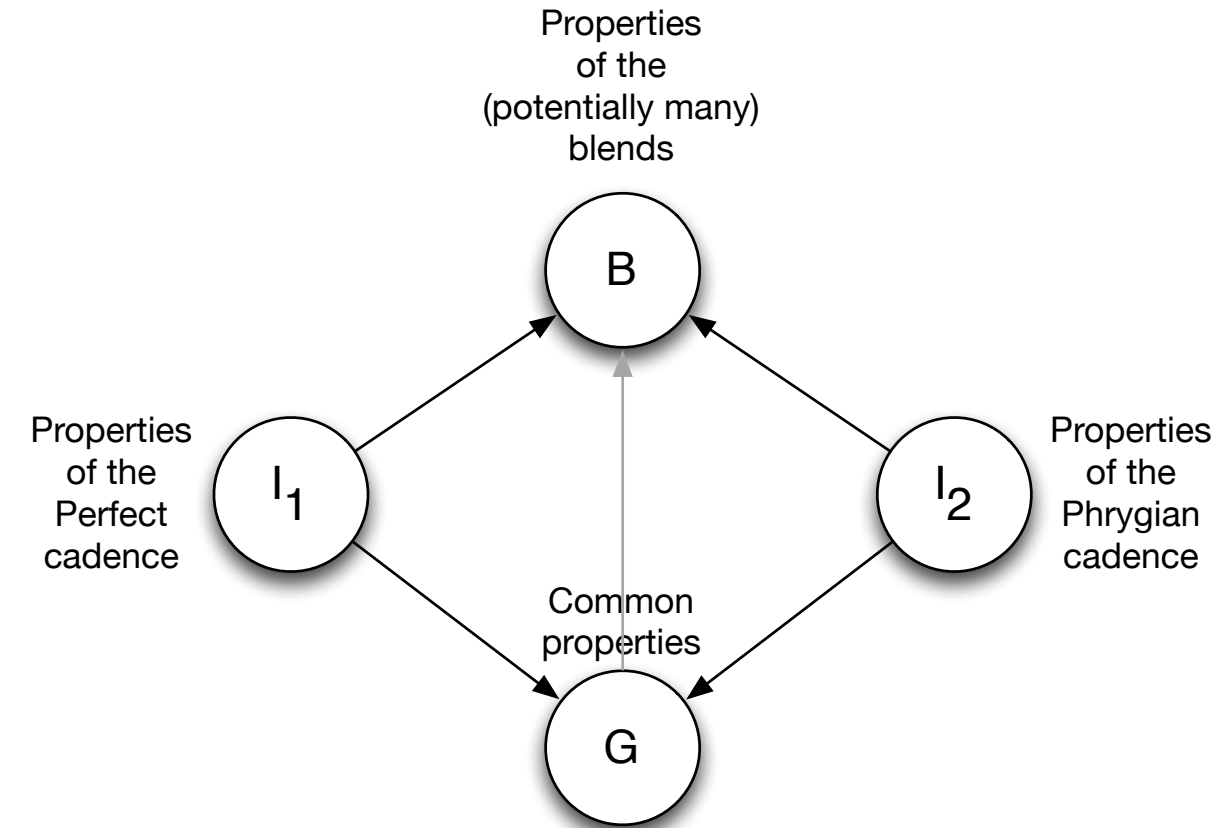 Properties
of the
(potentially many)
blends
B
Properties
of the
Perfect
cadence
I1
I2
Properties
of the
Phrygian
cadence
Common
properties
G